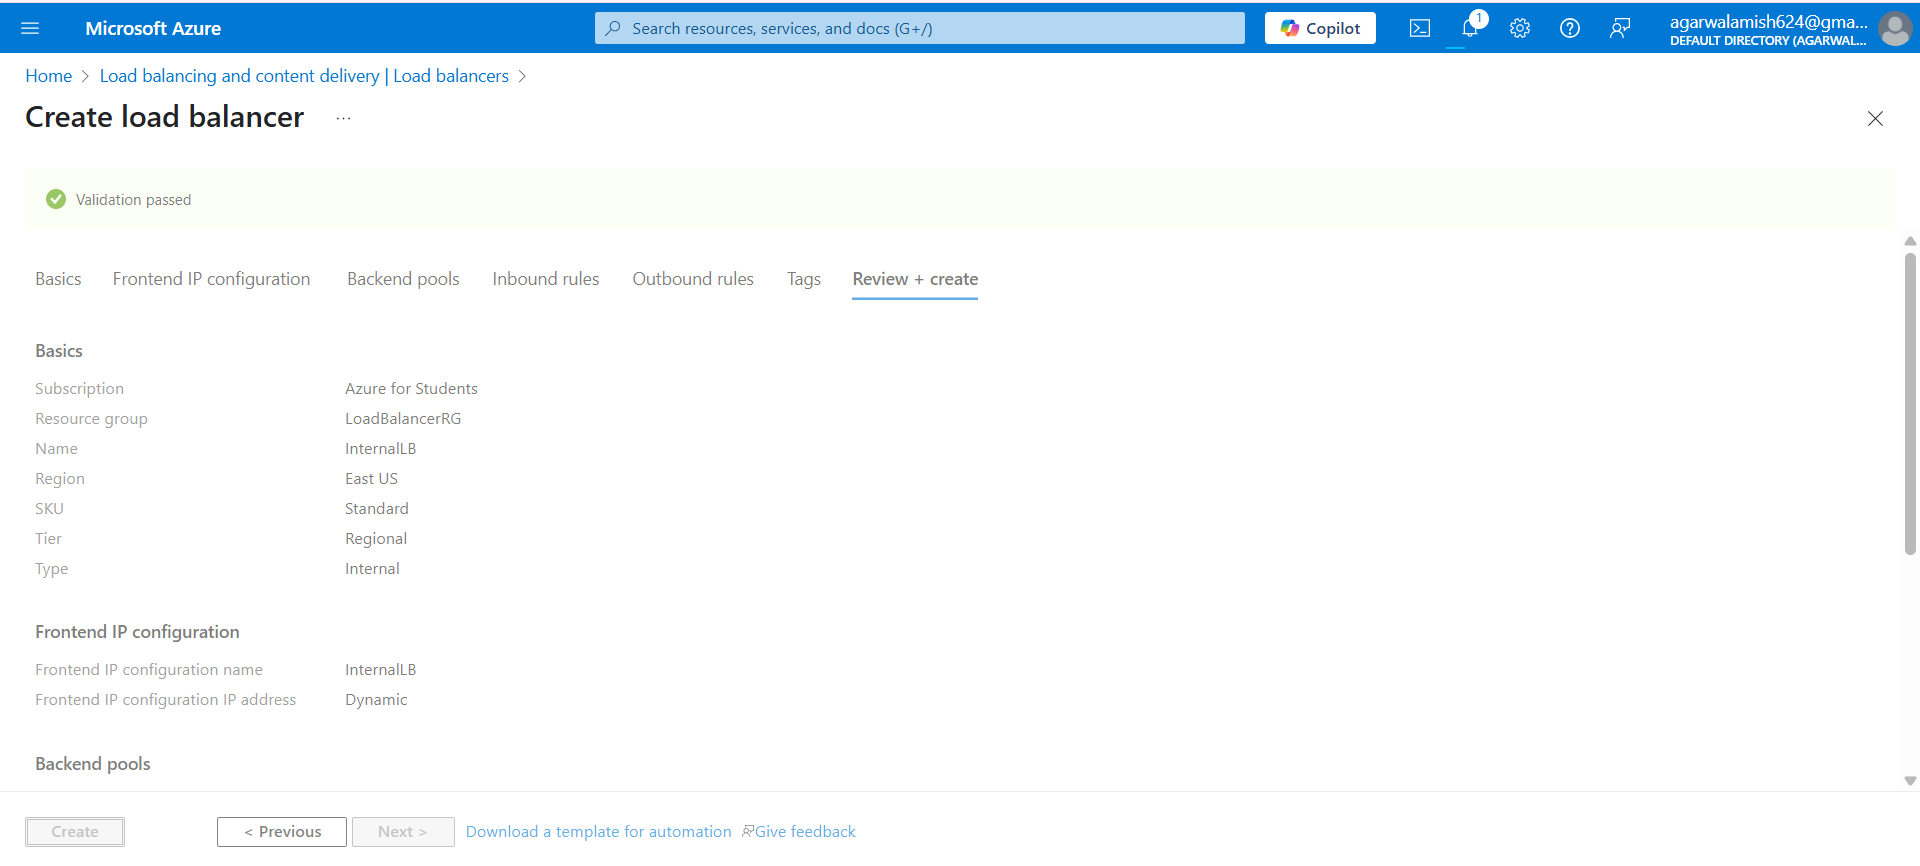 Microsoft Azure
Search resources, services, and docs (G+/)
Copilot
1
agarwalamish624@gma...
DEFAULT DIRECTORY (AGARWAL...
Home > Load balancing and content delivery | Load balancers >
Create load balancer ...
Validation passed
Basics Frontend IP configuration Backend pools Inbound rules Outbound rules Tags Review + create
Basics
Subscription Azure for Students
Resource group LoadBalancerRG
Name InternalLB
Region East US
SKU Standard
Tier Regional
Type Internal
Frontend IP configuration
Frontend IP configuration name InternalLB
Frontend IP configuration IP address Dynamic
Backend pools
Create < Previous Next > Download a template for automation Give feedback